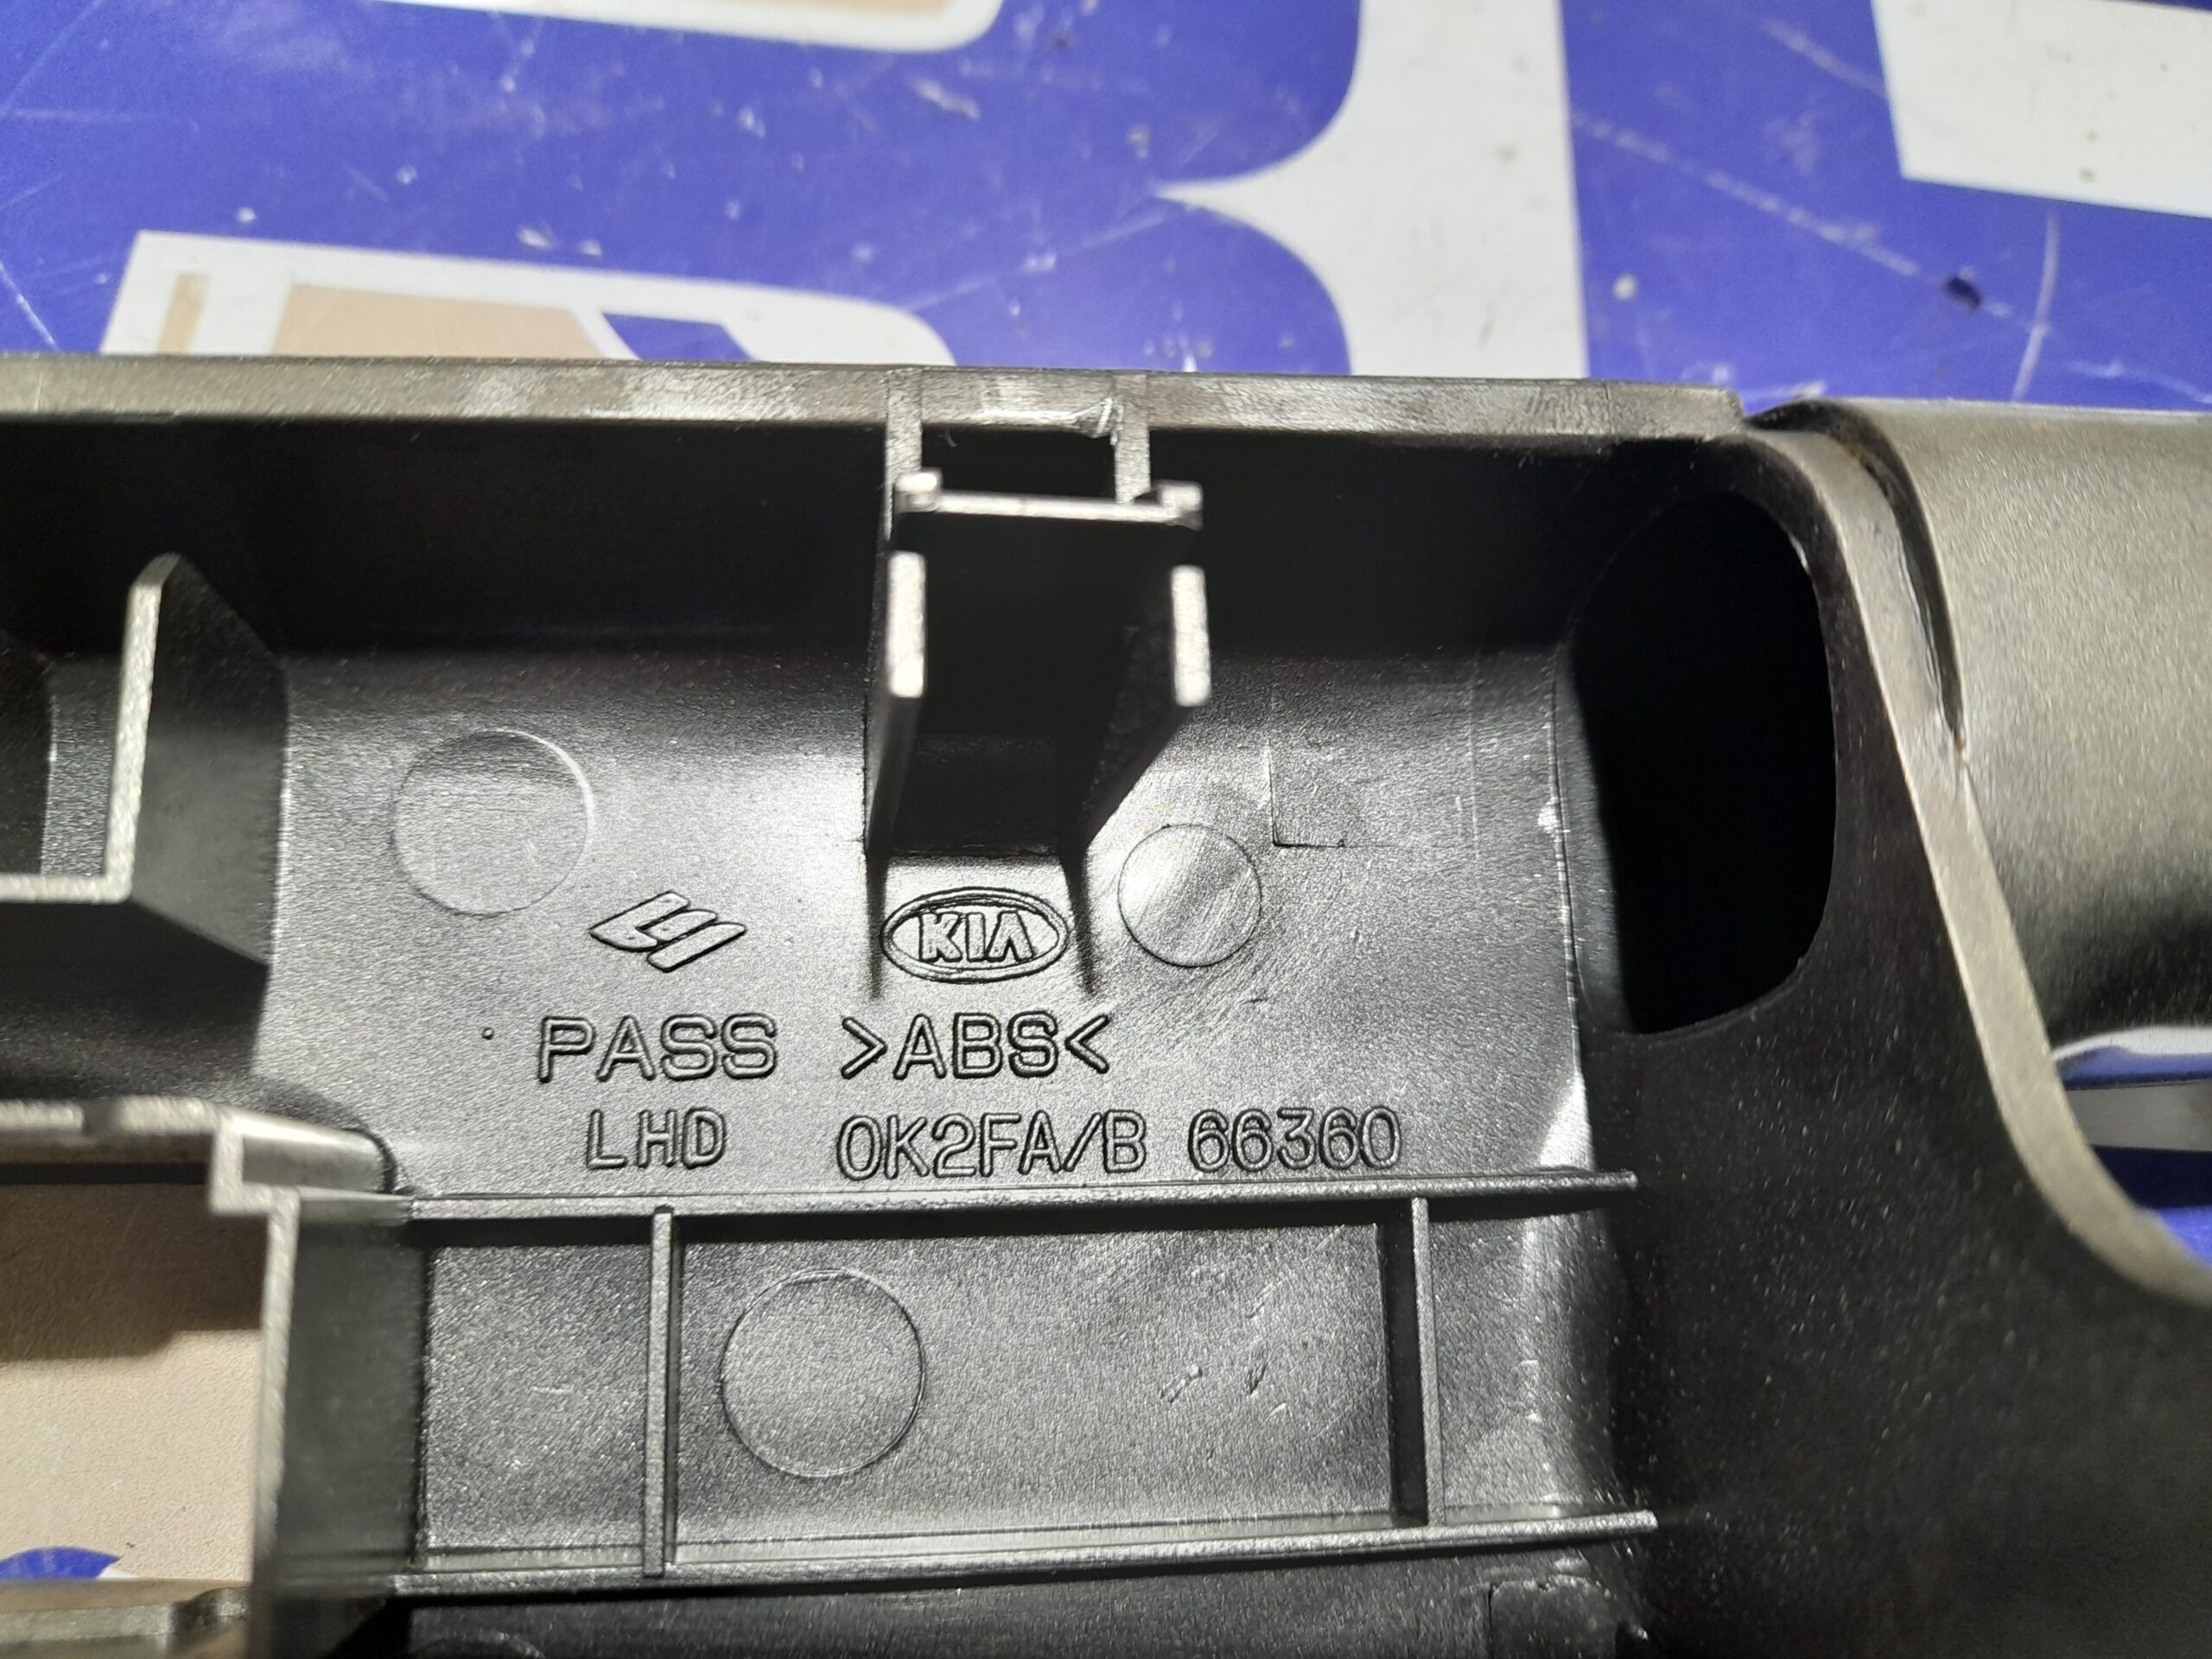 KIA
PASS >ABS<
LHD 0K2FA/B 66360